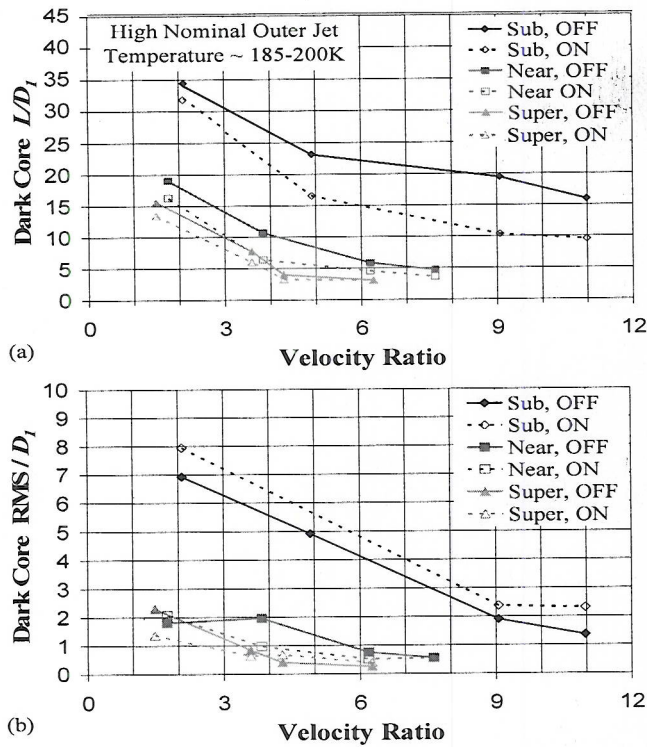 High Nominal Outer Jet
Temperature ~ 185-200K
Sub, OFF
Sub, ON
Near, OFF
Near ON
Super, OFF
Super, ON
Dark Core L/D1
45
40
35
30
25
20
15
10
5
0
0 3 6 9 12
(a)
Velocity Ratio
Sub, OFF
Sub, ON
Near, OFF
Near, ON
Super, OFF
Super, ON
Dark Core RMS/D1
10
9
8
7
6
5
4
3
2
1
0
0 3 6 9 12
(b)
Velocity Ratio